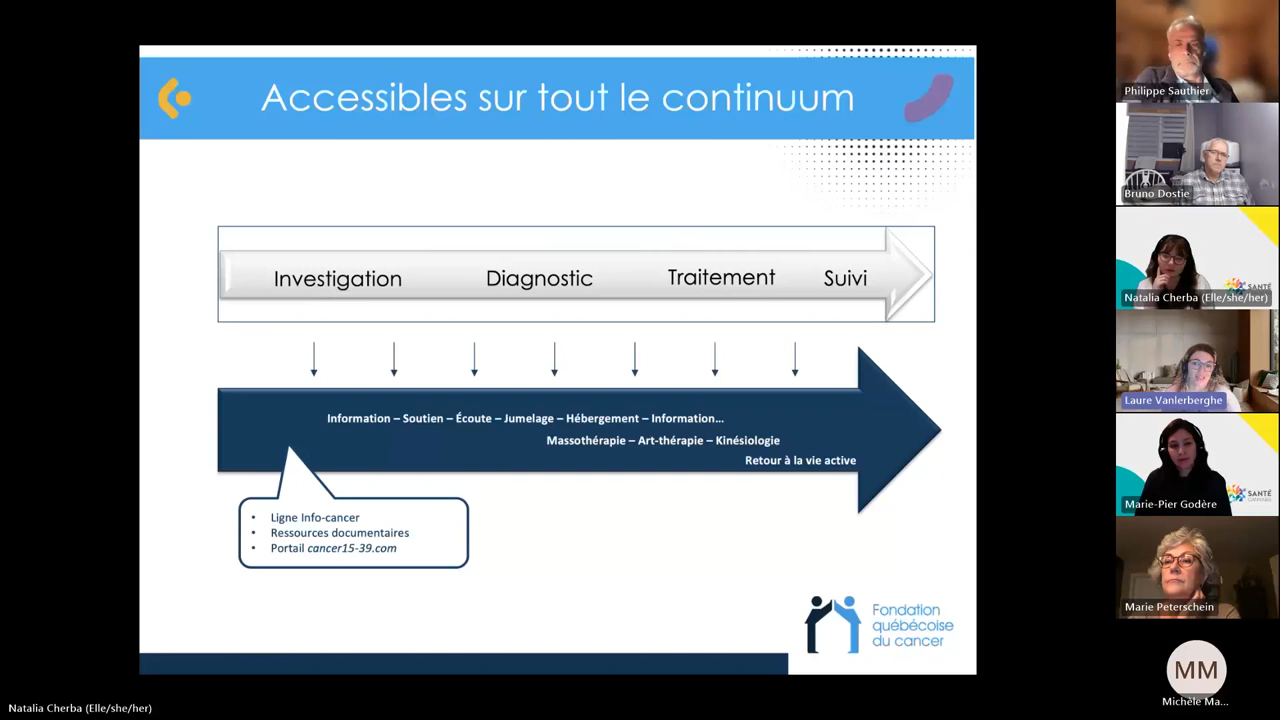 Accessibles sur tout le continuum
Investigation
Diagnostic
Traitement
Suivi
Information – Soutien – Écoute – Jumelage – Hébergement – Information…
Massothérapie – Art-thérapie – Kinésiologie
Retour à la vie active
• Ligne Info-cancer
• Ressources documentaires
• Portail cancer15-39.com
Fondation
québécoise
du cancer
Natalia Cherba (Elle/she/her)
Philippe Sauthier
Bruno Dostie
SANTÉ
Natalia Cherba (Elle/she/her)
Laure Vanlerberghe
SANTÉ
CANNABIS
Marie-Pier Godère
Marie Peterschein
MM
Michèle Ma...